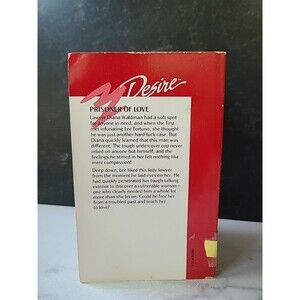 Desire™
PRISONER OF LOVE
Lawyer Diana Waldman had a soft spot
for anyone in need, and when she first
met infuriating Lee Fortuno, she thought
he was just another hard-luck case. But
But Diana quickly learned that this man was
different. The tough undercover cop never
relied on anyone but himself, and the
feelings he stirred in her felt nothing like
mere compassion!
Deep down, Lee liked this lady lawyer
from the moment he laid eyes on her. He
had quickly penetrated her tough-talking
exterior to discover a vulnerable woman—
one who clearly needed him a whole lot
more than she let on. Could he free her
from a troubled past and teach her
to love?